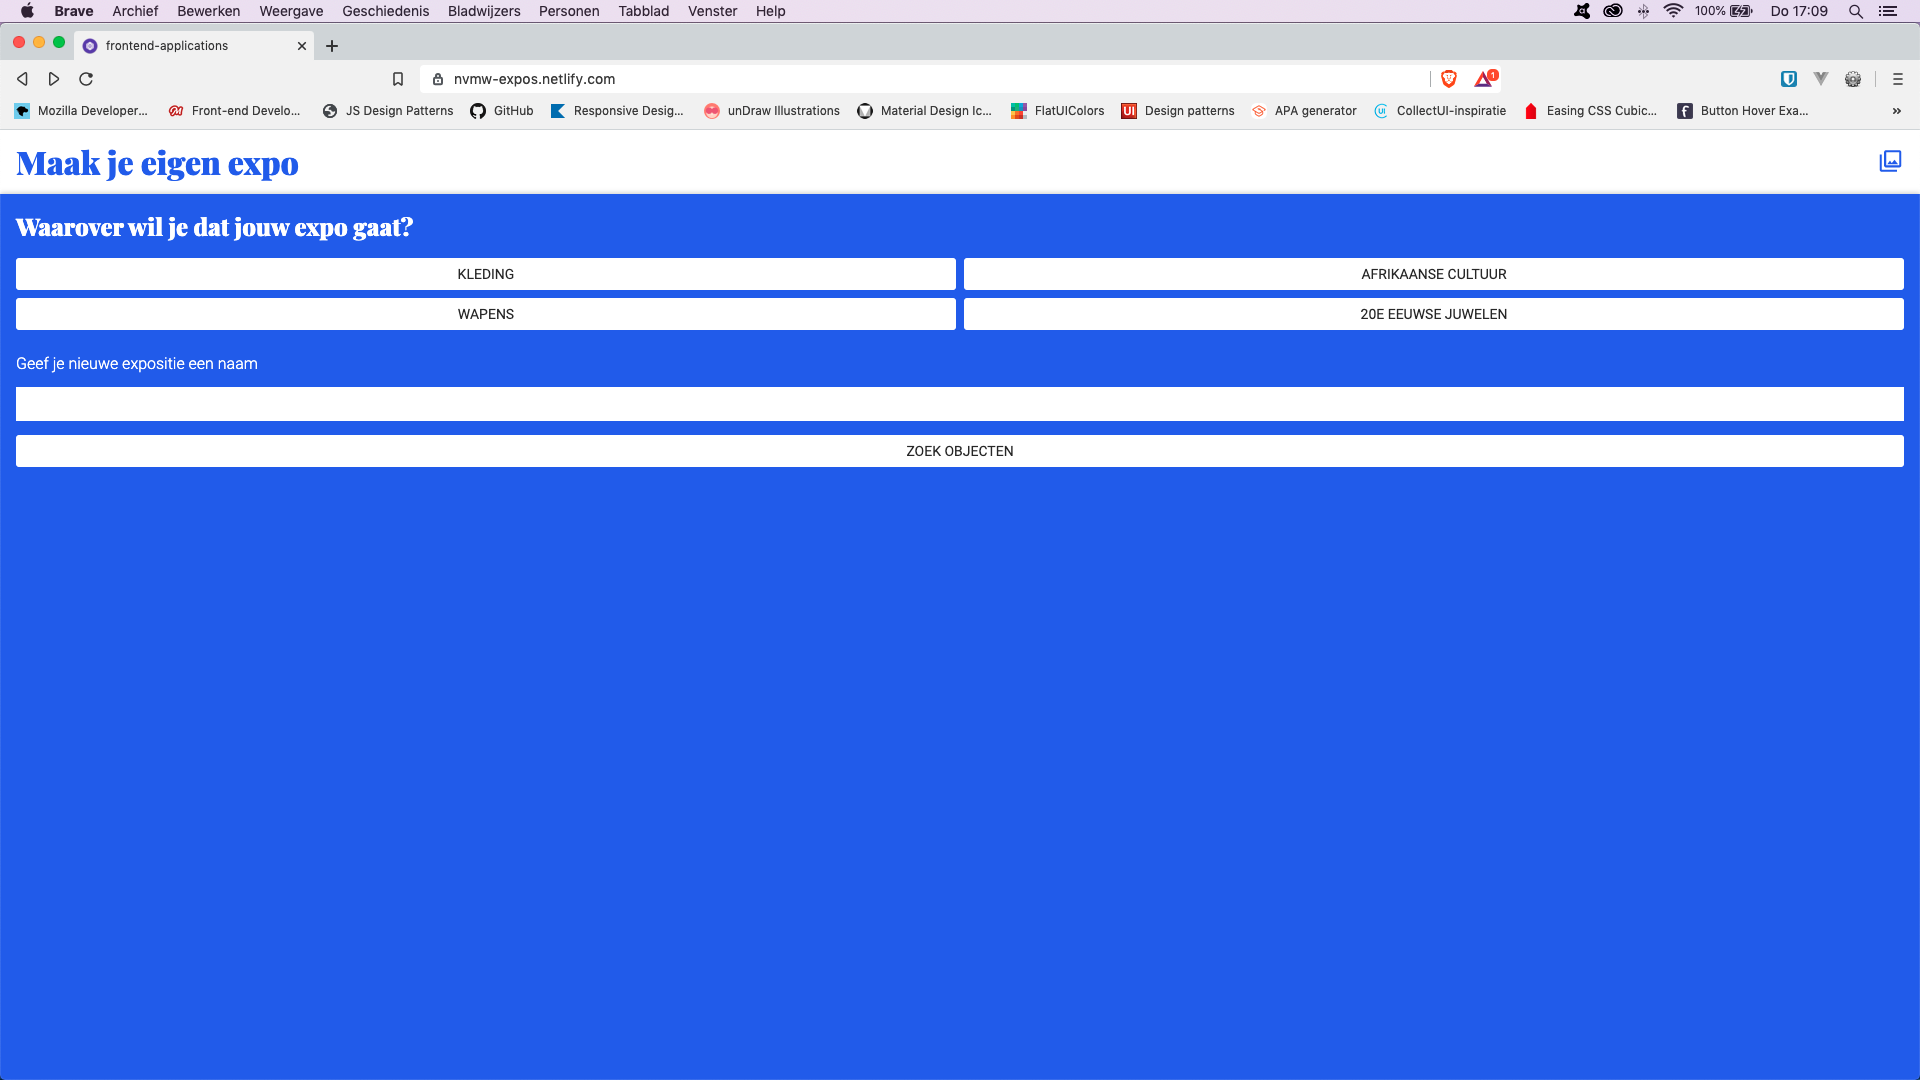 Brave Archief Bewerken Weergave Geschiedenis Bladwijzers Personen Tabblad Venster Help 100% Do 17:09
frontend-applications
nvmw-expos.netlify.com 1
Mozilla Developer... Front-end Develo... JS Design Patterns GitHub Responsive Desig... unDraw Illustrations Material Design Ic... FlatUIColors UI Design patterns APA generator UI CollectUI-inspiratie Easing CSS Cubic... f Button Hover Exa... »
Maak je eigen expo
Waarover wil je dat jouw expo gaat?
KLEDING AFRIKAANSE CULTUUR
WAPENS 20E EEUWSE JUWELEN
Geef je nieuwe expositie een naam
ZOEK OBJECTEN